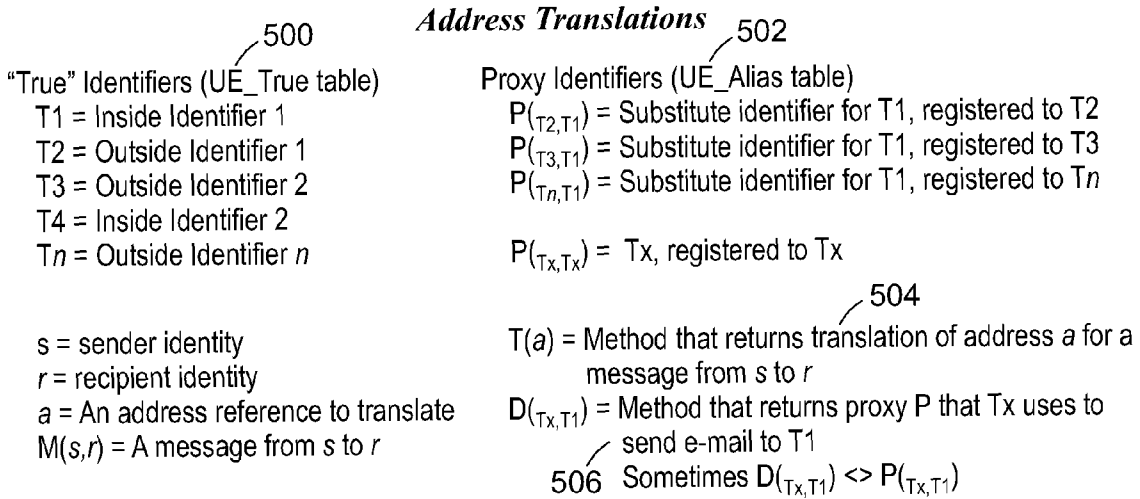 Address Translations
500
"True" Identifiers (UE_True table)
T1 = Inside Identifier 1
T2 = Outside Identifier 1
T3 = Outside Identifier 2
T4 = Inside Identifier 2
Tn = Outside Identifier n
s = sender identity
r = recipient identity
a = An address reference to translate
M(s,r) = A message from s to r
502
Proxy Identifiers (UE_Alias table)
P(T2,T1) = Substitute identifier for T1, registered to T2
P(T3,T1) = Substitute identifier for T1, registered to T3
P(Tn,T1) = Substitute identifier for T1, registered to Tn
P(Tx,Tx) = Tx, registered to Tx
504
T(a) = Method that returns translation of address a for a
message from s to r
D(Tx,T1) = Method that returns proxy P that Tx uses to
send e-mail to T1
506 Sometimes D(Tx,T1) <> P(Tx,T1)